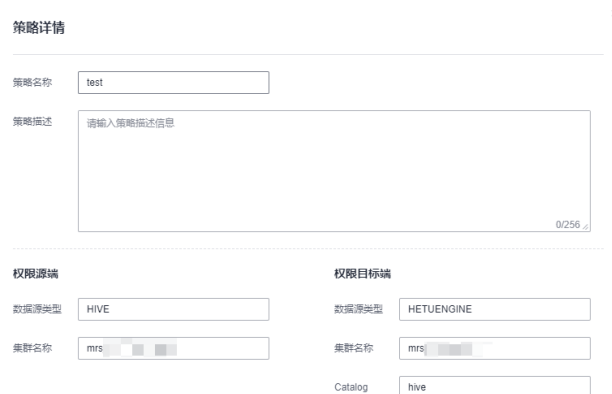 策略详情
策略名称 test
策略描述 请输入策略描述信息
0/256
权限源端 权限目标端
数据源类型 HIVE 数据源类型 HETUENGINE
集群名称 mrs 集群名称 mrs
Catalog hive